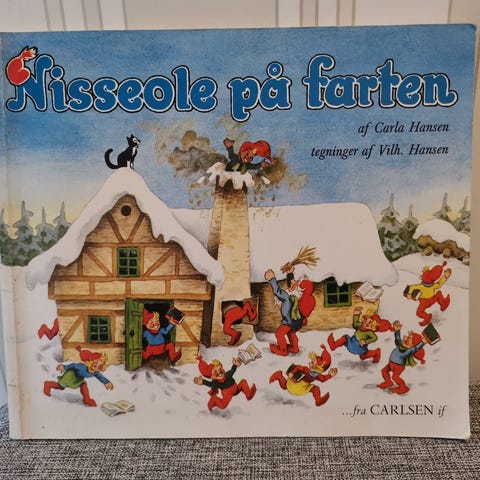 Nisseole på farten
af Carla Hansen
tegninger af Vilh. Hansen
...fra CARLSEN if